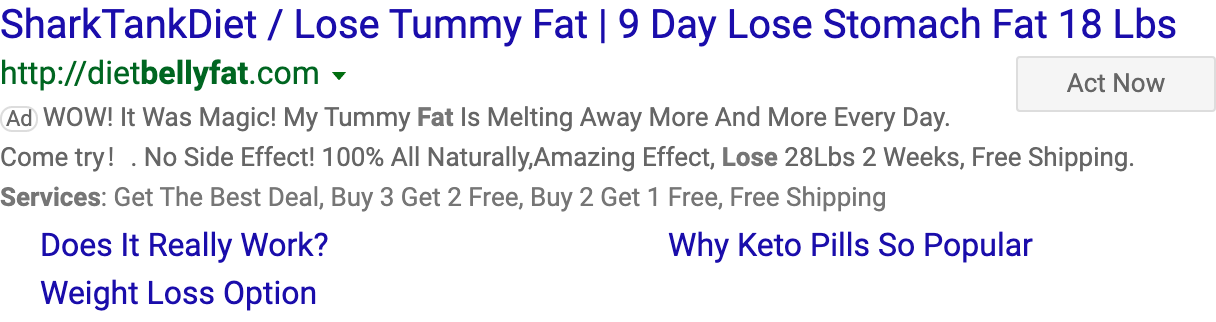 SharkTankDiet / Lose Tummy Fat | 9 Day Lose Stomach Fat 18 Lbs
http://dietbellyfat.com
Act Now
Ad WOW! It Was Magic! My Tummy Fat Is Melting Away More And More Every Day.
Come try！ . No Side Effect! 100% All Naturally,Amazing Effect, Lose 28Lbs 2 Weeks, Free Shipping.
Services: Get The Best Deal, Buy 3 Get 2 Free, Buy 2 Get 1 Free, Free Shipping
Does It Really Work?
Why Keto Pills So Popular
Weight Loss Option